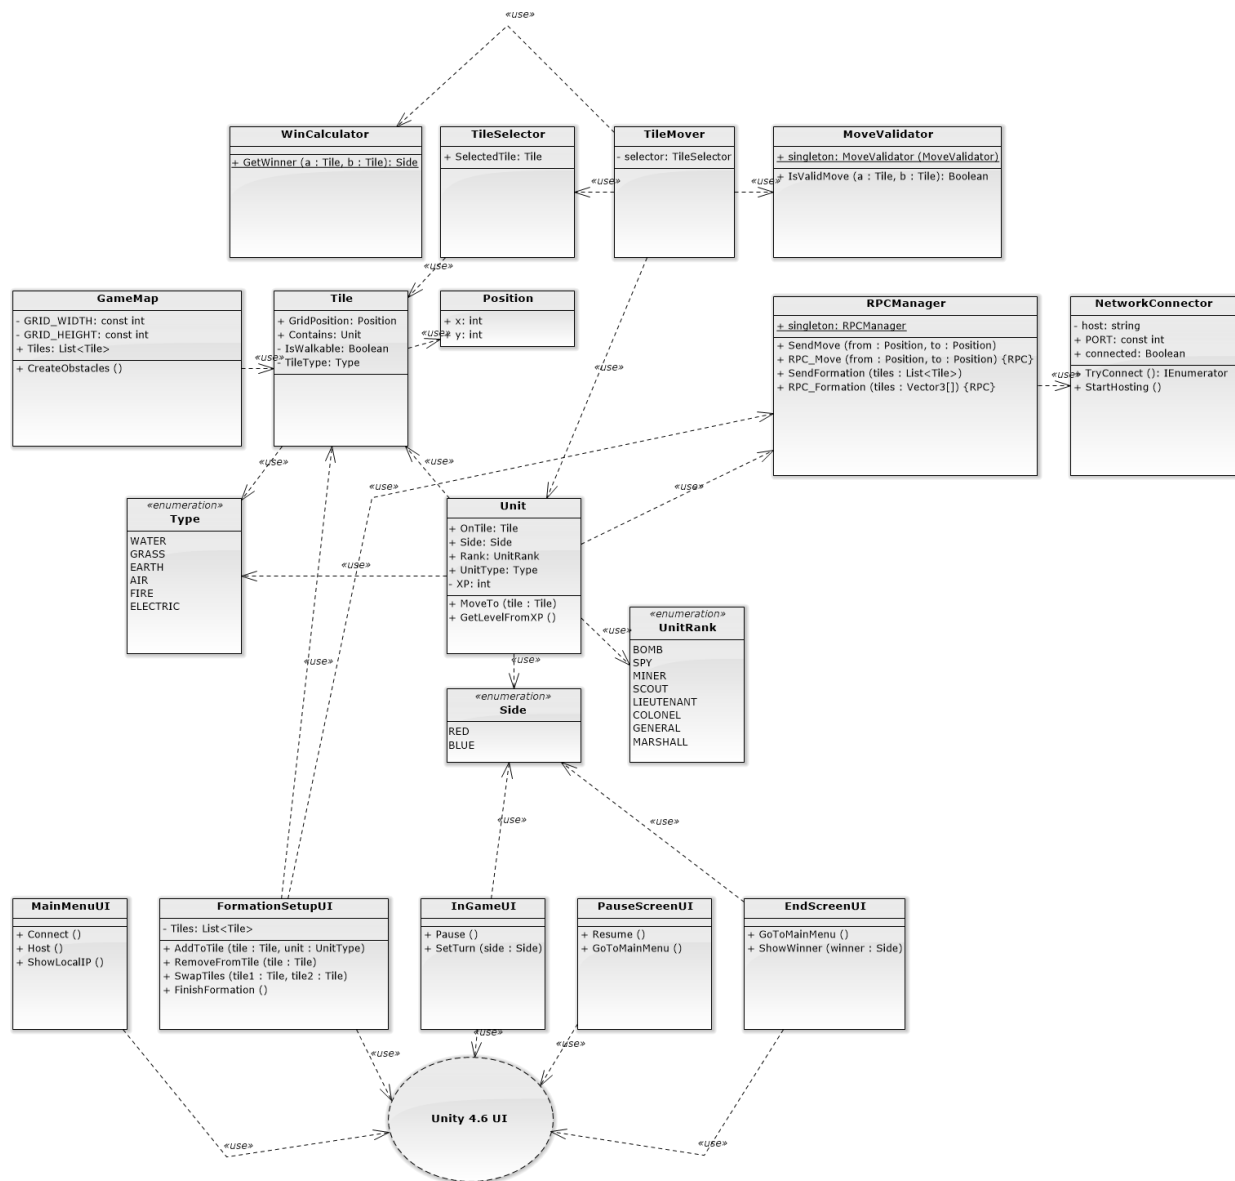 «use»
WinCalculator
+ GetWinner (a : Tile, b : Tile): Side
TileSelector
+ SelectedTile: Tile
TileMover
- selector: TileSelector
MoveValidator
+ singleton: MoveValidator (MoveValidator)
+ IsValidMove (a : Tile, b : Tile): Boolean
«use»
«use»
«use»
GameMap
- GRID_WIDTH: const int
- GRID_HEIGHT: const int
+ Tiles: List<Tile>
+ CreateObstacles ()
«use»
Tile
+ GridPosition: Position
+ Contains: Unit
- IsWalkable: Boolean
- TileType: Type
«use»
Position
+ x: int
+ y: int
«use»
RPCManager
+ singleton: RPCManager
+ SendMove (from : Position, to : Position)
+ RPC_Move (from : Position, to : Position) {RPC}
+ SendFormation (tiles : List<Tile>)
+ RPC_Formation (tiles : Vector3[]) {RPC}
«use»
NetworkConnector
- host: string
+ PORT: const int
+ connected: Boolean
+ TryConnect (): IEnumerator
+ StartHosting ()
«use»
«use»
«use»
«use»
«enumeration»
Type
WATER
GRASS
EARTH
AIR
FIRE
ELECTRIC
«use»
Unit
+ OnTile: Tile
+ Side: Side
+ Rank: UnitRank
+ UnitType: Type
- XP: int
+ MoveTo (tile : Tile)
+ GetLevelFromXP ()
«use»
«use»
«use»
«enumeration»
UnitRank
BOMB
SPY
MINER
SCOUT
LIEUTENANT
COLONEL
GENERAL
MARSHALL
«enumeration»
Side
RED
BLUE
«use»
«use»
MainMenuUI
+ Connect ()
+ Host ()
+ ShowLocalIP ()
FormationSetupUI
- Tiles: List<Tile>
+ AddToTile (tile : Tile, unit : UnitType)
+ RemoveFromTile (tile : Tile)
+ SwapTiles (tile1 : Tile, tile2 : Tile)
+ FinishFormation ()
InGameUI
+ Pause ()
+ SetTurn (side : Side)
PauseScreenUI
+ Resume ()
+ GoToMainMenu ()
EndScreenUI
+ GoToMainMenu ()
+ ShowWinner (winner : Side)
«use»
«use»
«use»
Unity 4.6 UI
«use»
«use»